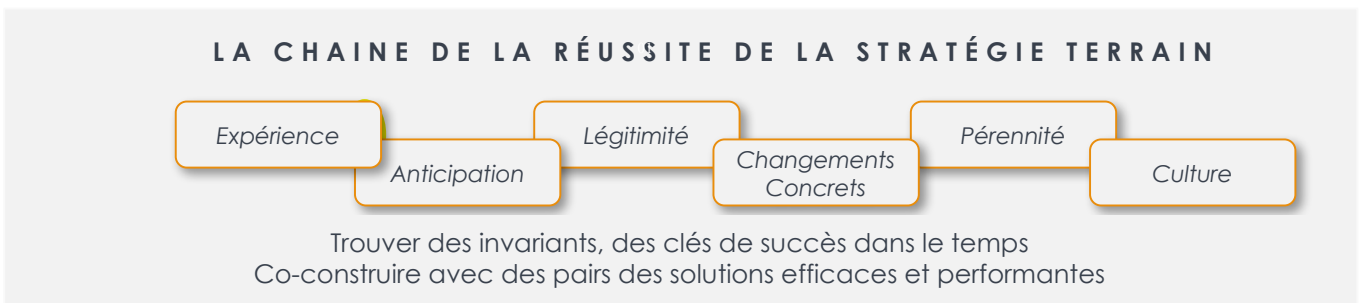 LA CHAINE DE LA RÉUSSITE DE LA STRATÉGIE TERRAIN
Expérience
Anticipation
Légitimité
Changements
Concrets
Pérennité
Culture
Trouver des invariants, des clés de succès dans le temps
Co-construire avec des pairs des solutions efficaces et performantes